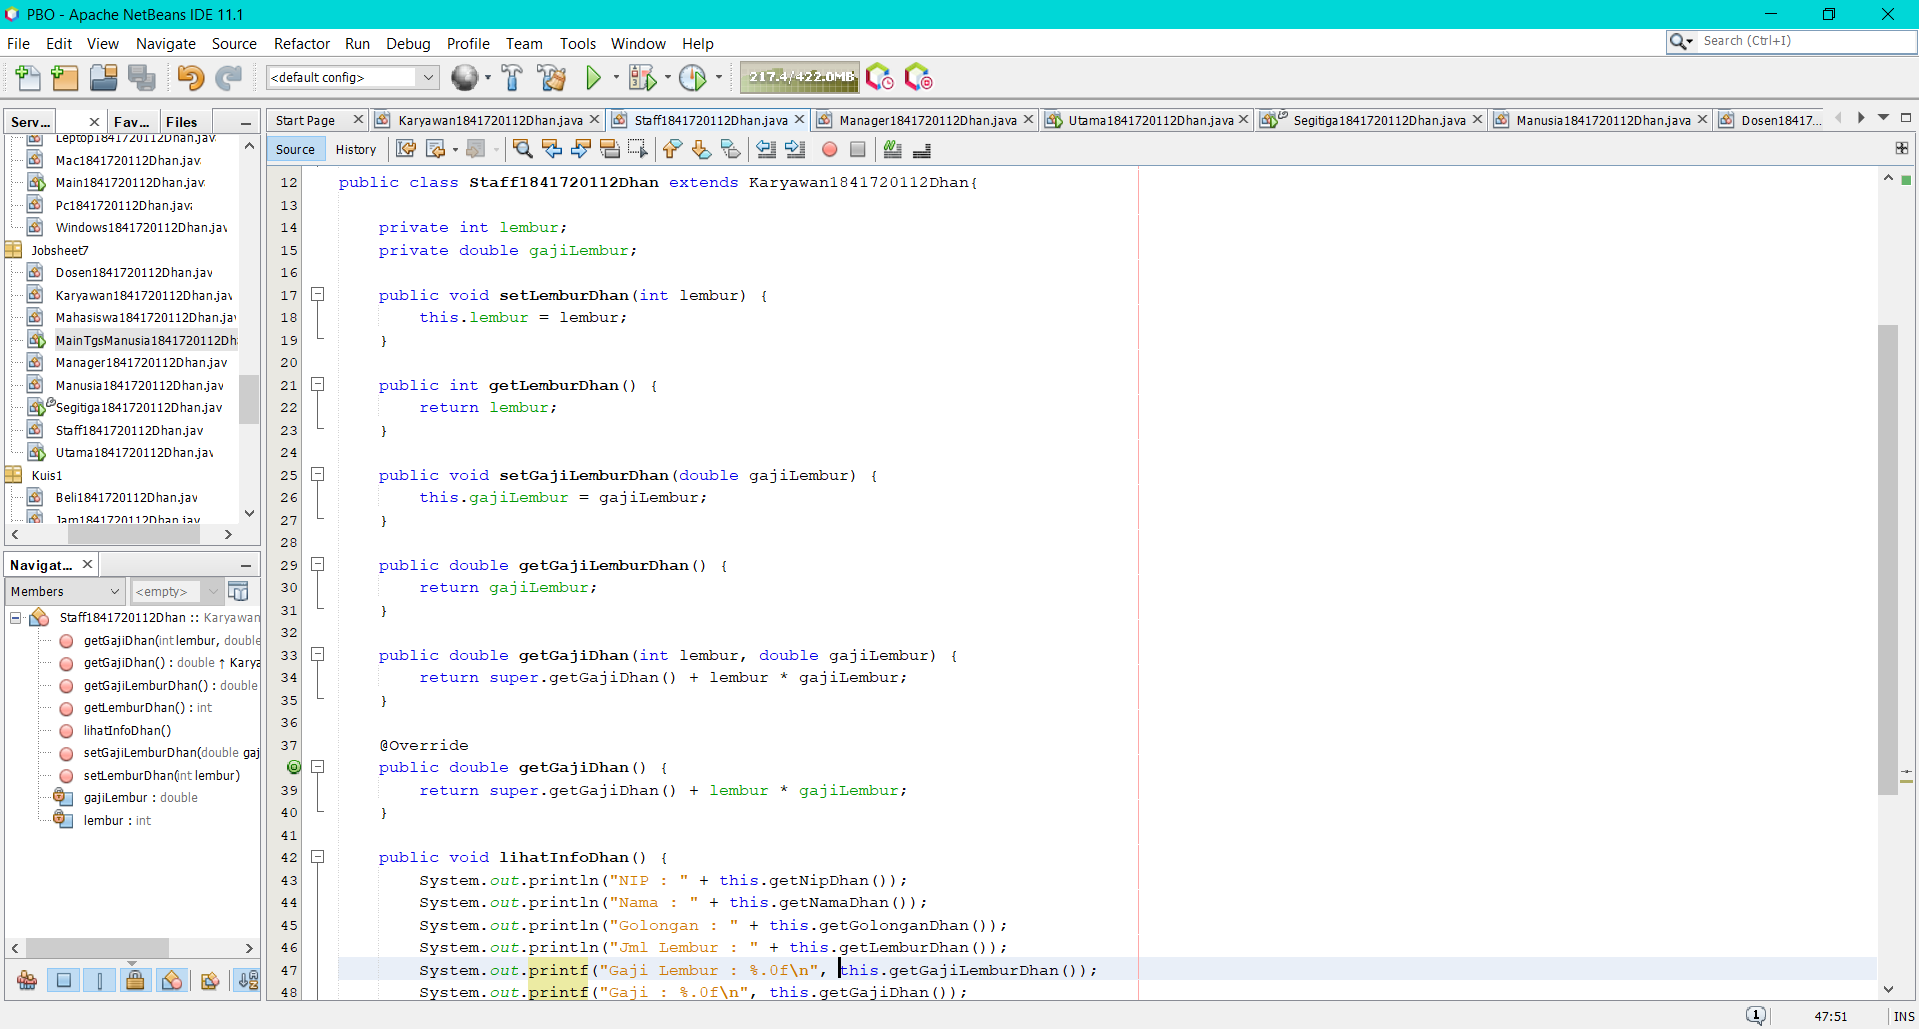 PBO - Apache NetBeans IDE 11.1
File Edit View Navigate Source Refactor Run Debug Profile Team Tools Window Help
Search (Ctrl+I)
<default config>
217.4/422.0MB
Serv... Fav... Files
Leptop1841720112Dhan.java
Mac1841720112Dhan.java
Main1841720112Dhan.java
Pc1841720112Dhan.java
Windows1841720112Dhan.jav
Jobsheet7
Dosen1841720112Dhan.jav
Karyawan1841720112Dhan.jav
Mahasiswa1841720112Dhan.jav
MainTgsManusia1841720112Dh
Manager1841720112Dhan.jav
Manusia1841720112Dhan.jav
Segitiga1841720112Dhan.jav
Staff1841720112Dhan.jav
Utama1841720112Dhan.jav
Kuis1
Beli1841720112Dhan.jav
Jam1841720112Dhan.jav
Navigat...
Members <empty>
Staff1841720112Dhan :: Karyawan
getGajiDhan(int lembur, double
getGajiDhan() : double ↑ Karya
getGajiLemburDhan() : double
getLemburDhan() : int
lihatInfoDhan()
setGajiLemburDhan(double gaj
setLemburDhan(int lembur)
gajiLembur : double
lembur : int
Start Page Karyawan1841720112Dhan.java Staff1841720112Dhan.java Manager1841720112Dhan.java Utama1841720112Dhan.java Segitiga1841720112Dhan.java Manusia1841720112Dhan.java Dosen18417...
Source History
12 public class Staff1841720112Dhan extends Karyawan1841720112Dhan{
13
14 private int lembur;
15 private double gajiLembur;
16
17 public void setLemburDhan(int lembur) {
18 this.lembur = lembur;
19 }
20
21 public int getLemburDhan() {
22 return lembur;
23 }
24
25 public void setGajiLemburDhan(double gajiLembur) {
26 this.gajiLembur = gajiLembur;
27 }
28
29 public double getGajiLemburDhan() {
30 return gajiLembur;
31 }
32
33 public double getGajiDhan(int lembur, double gajiLembur) {
34 return super.getGajiDhan() + lembur * gajiLembur;
35 }
36
37 @Override
public double getGajiDhan() {
39 return super.getGajiDhan() + lembur * gajiLembur;
40 }
41
42 public void lihatInfoDhan() {
43 System.out.println("NIP : " + this.getNipDhan());
44 System.out.println("Nama : " + this.getNamaDhan());
45 System.out.println("Golongan : " + this.getGolonganDhan());
46 System.out.println("Jml Lembur : " + this.getLemburDhan());
47 System.out.printf("Gaji Lembur : %.0f\n", this.getGajiLemburDhan());
48 System.out.printf("Gaji : %.0f\n", this.getGajiDhan());
1 47:51 INS